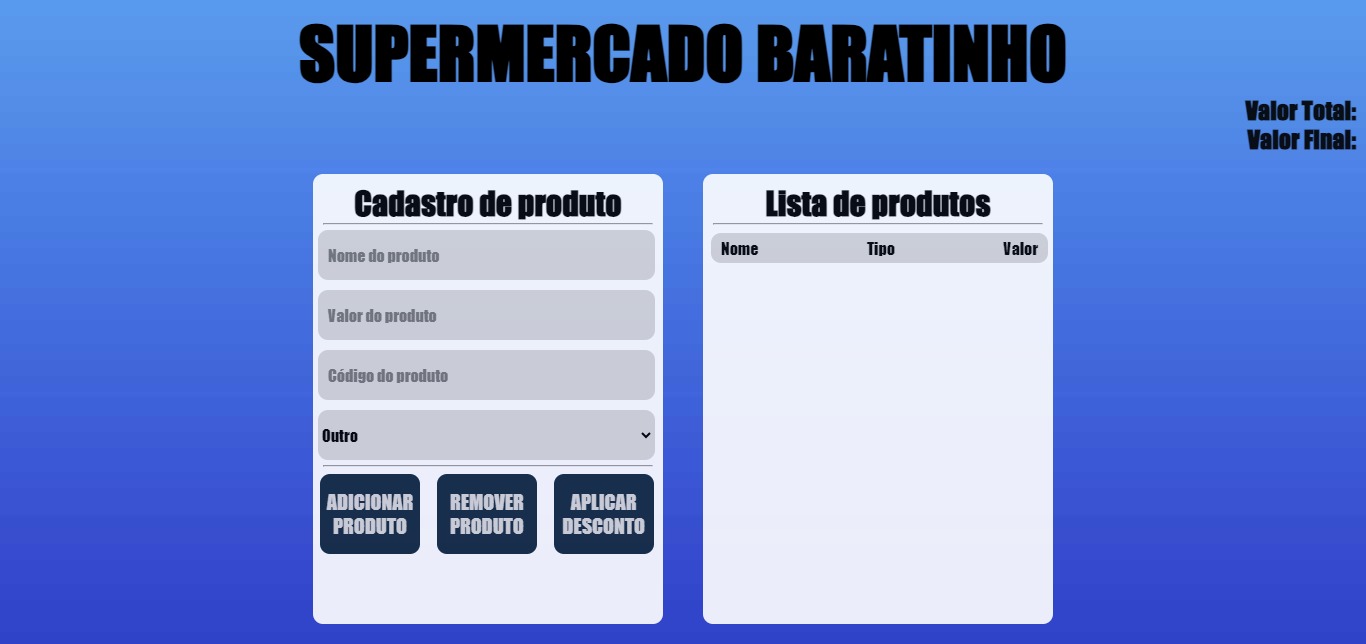 SUPERMERCADO BARATINHO
Valor Total:
Valor Final:
Cadastro de produto
Nome do produto
Valor do produto
Código do produto
Outro
ADICIONAR
PRODUTO
REMOVER
PRODUTO
APLICAR
DESCONTO
Lista de produtos
Nome Tipo Valor